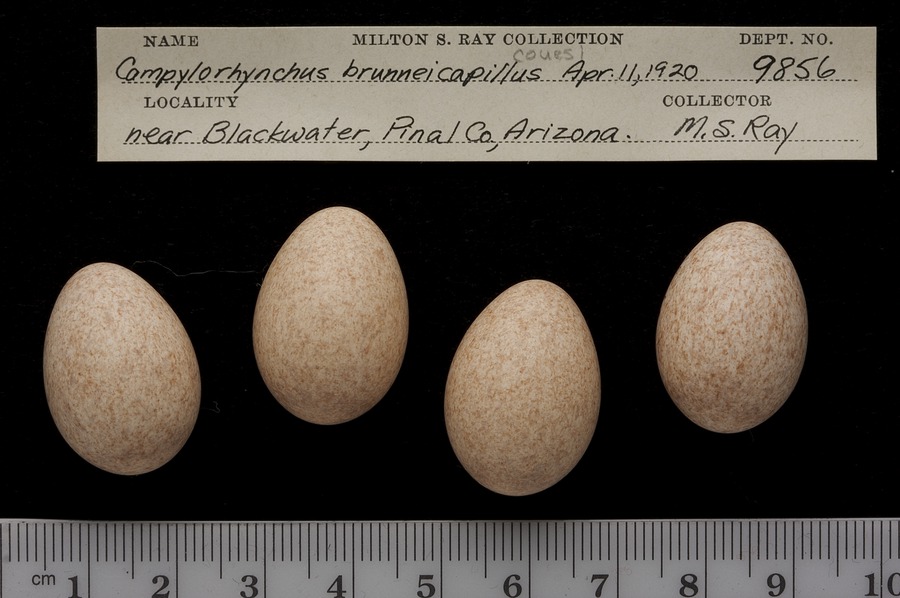 NAME MILTON S. RAY COLLECTION DEPT. NO.
couesi
Campylorhynchus brunneicapillus Apr. 11, 1920 9856
LOCALITY COLLECTOR
near Blackwater, Pinal Co., Arizona. M. S. Ray
cm 1 2 3 4 5 6 7 8 9 10